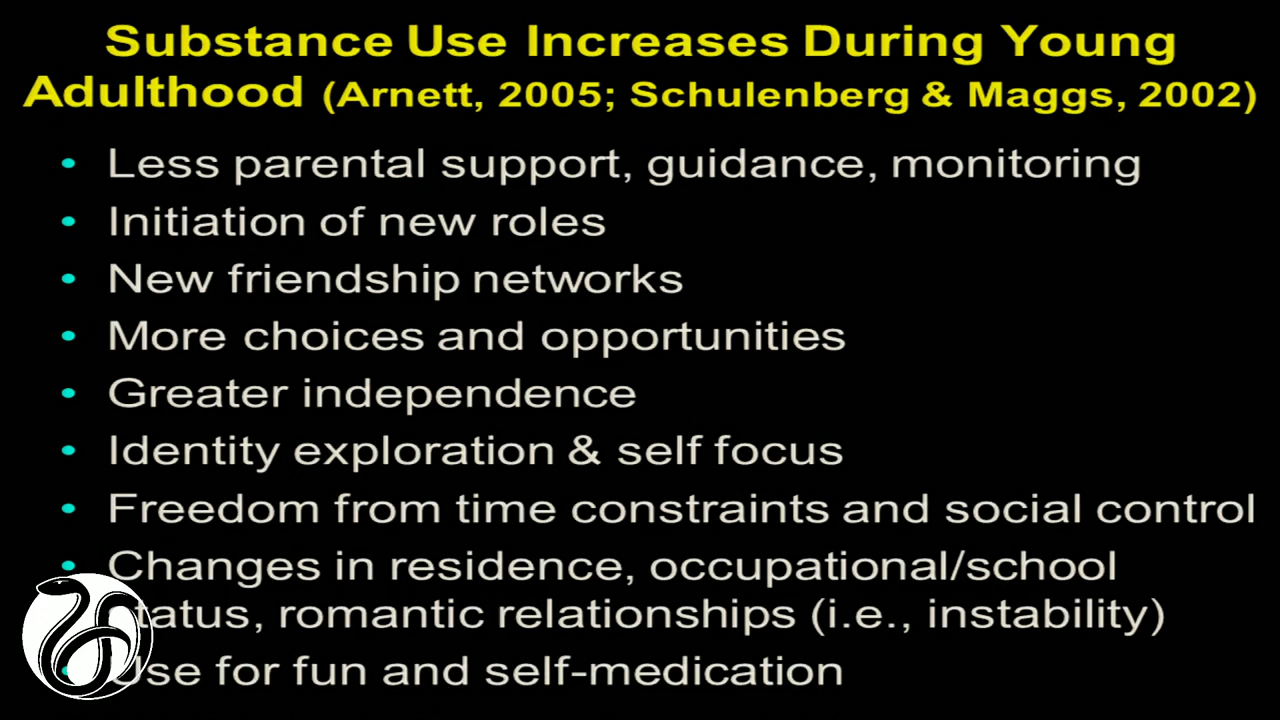 Substance Use Increases During Young
Adulthood (Arnett, 2005; Schulenberg & Maggs, 2002)
• Less parental support, guidance, monitoring
• Initiation of new roles
• New friendship networks
• More choices and opportunities
• Greater independence
• Identity exploration & self focus
• Freedom from time constraints and social control
• Changes in residence, occupational/school
status, romantic relationships (i.e., instability)
• Use for fun and self-medication